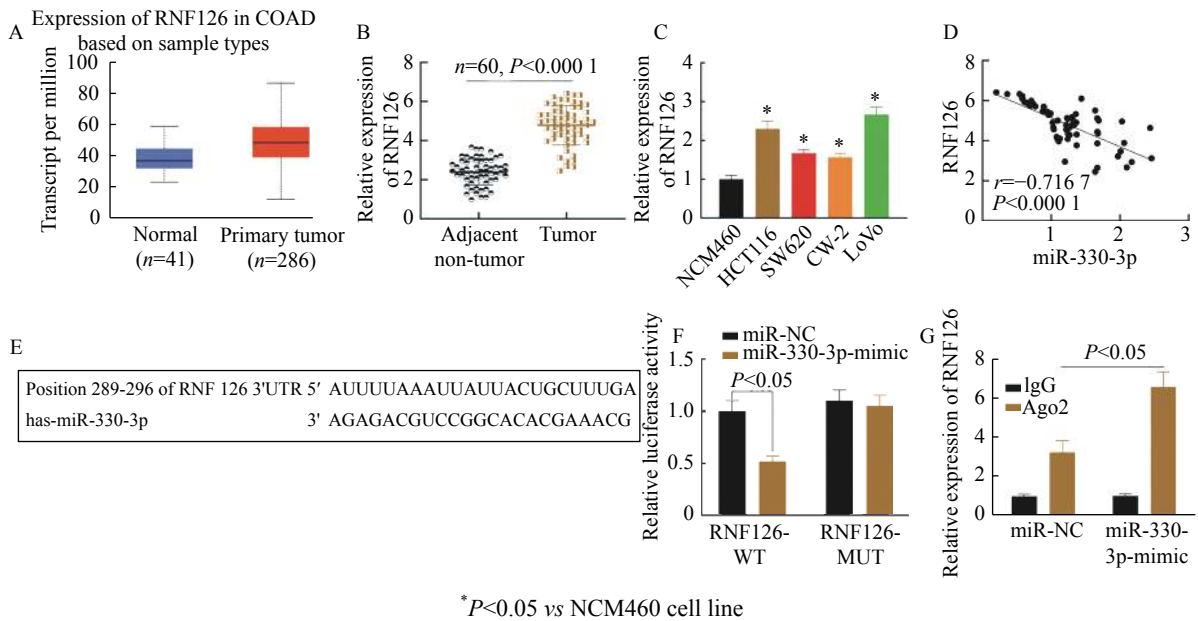 A
Expression of RNF126 in COAD
based on sample types
Transcript per million
100
80
60
40
20
0
Normal
(n=41)
Primary tumor
(n=286)
B
n=60, P<0.000 1
Relative expression
of RNF126
8
6
4
2
0
Adjacent
non-tumor
Tumor
C
Relative expression
of RNF126
4
3
2
1
0
*
*
*
*
NCM460
HCT116
SW620
CW-2
LoVo
D
RNF126
8
6
4
2
0
r=−0.716 7
P<0.000 1
1
2
3
miR-330-3p
E
Position 289-296 of RNF 126 3'UTR 5′ AUUUUAAAUUAUUACUGCUUUGA
has-miR-330-3p 3′ AGAGACGUCCGGCACACGAAACG
F
miR-NC
miR-330-3p-mimic
Relative luciferase activity
1.5
1.0
0.5
0
P<0.05
RNF126-
WT
RNF126-
MUT
G
Relative expression of RNF126
8
6
4
2
0
P<0.05
IgG
Ago2
miR-NC
miR-330-
3p-mimic
*P<0.05 vs NCM460 cell line